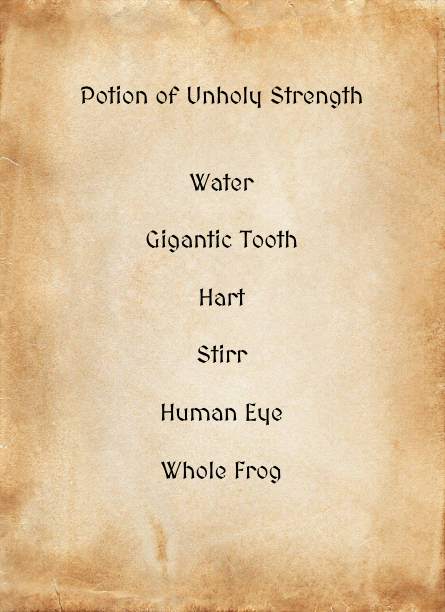 Potion of Unholy Strength
Water
Gigantic Tooth
Hart
Stirr
Human Eye
Whole Frog